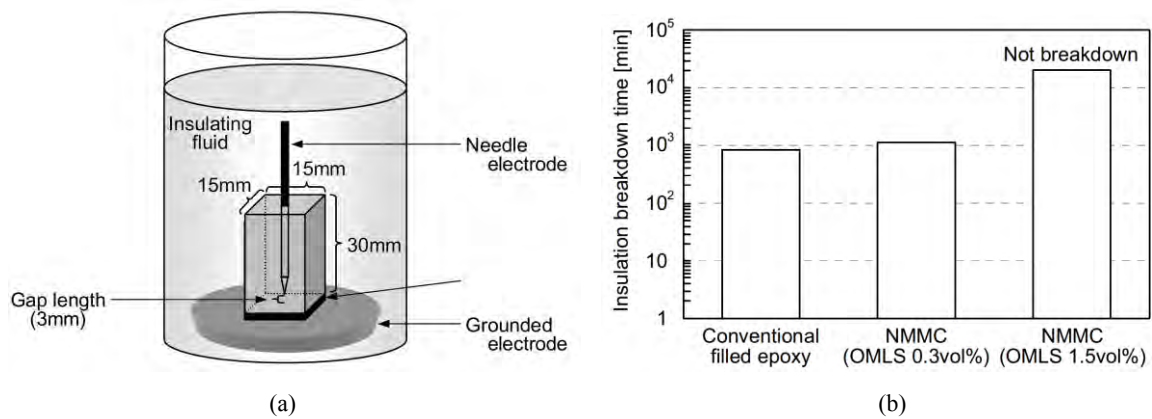 Insulating
fluid
Needle
electrode
15mm
15mm
30mm
Gap length
(3mm)
Grounded
electrode
(a)
Insulation breakdown time [min]
10⁵
10⁴
10³
10²
10
1
Not breakdown
Conventional
filled epoxy
NMMC
(OMLS 0.3vol%)
NMMC
(OMLS 1.5vol%)
(b)